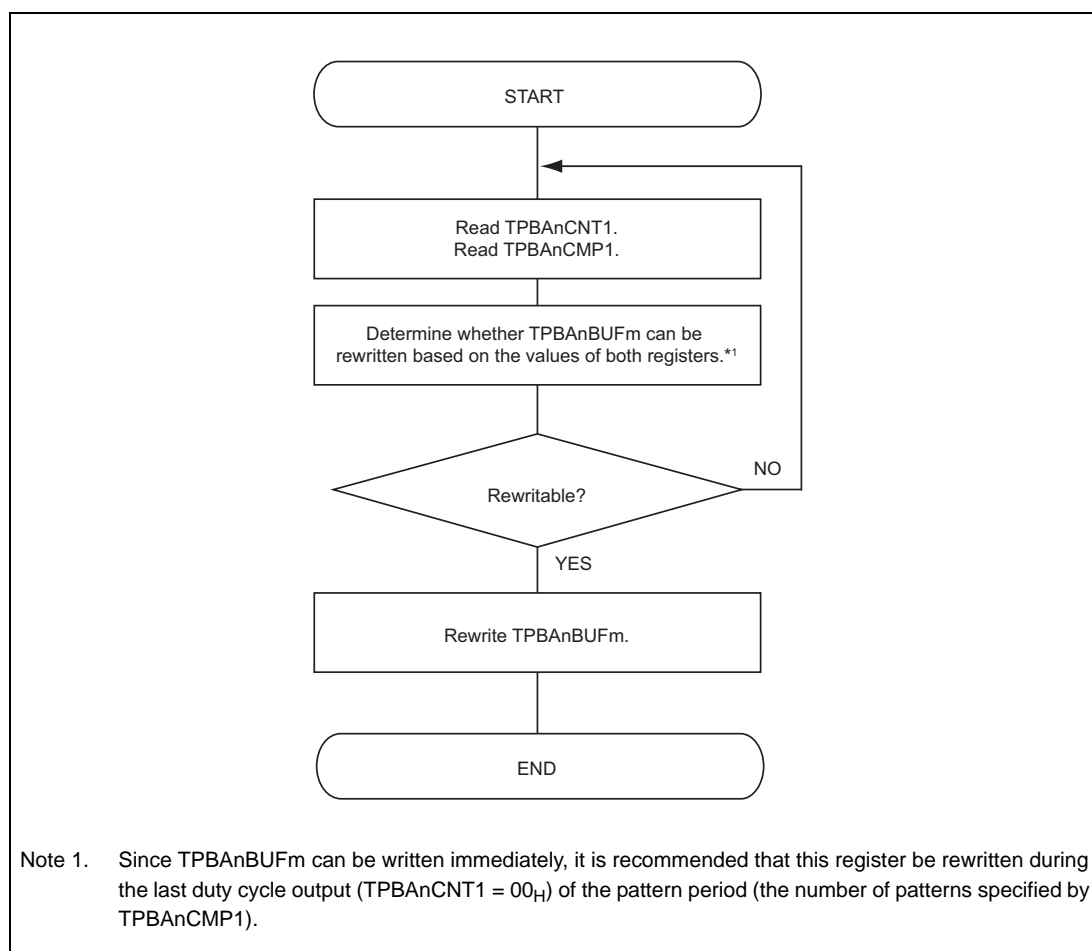 START
Read TPBAnCNT1.
Read TPBAnCMP1.
Determine whether TPBAnBUFm can be
rewritten based on the values of both registers.*1
NO
Rewritable?
YES
Rewrite TPBAnBUFm.
END
Note 1. Since TPBAnBUFm can be written immediately, it is recommended that this register be rewritten during
the last duty cycle output (TPBAnCNT1 = 00H) of the pattern period (the number of patterns specified by
TPBAnCMP1).